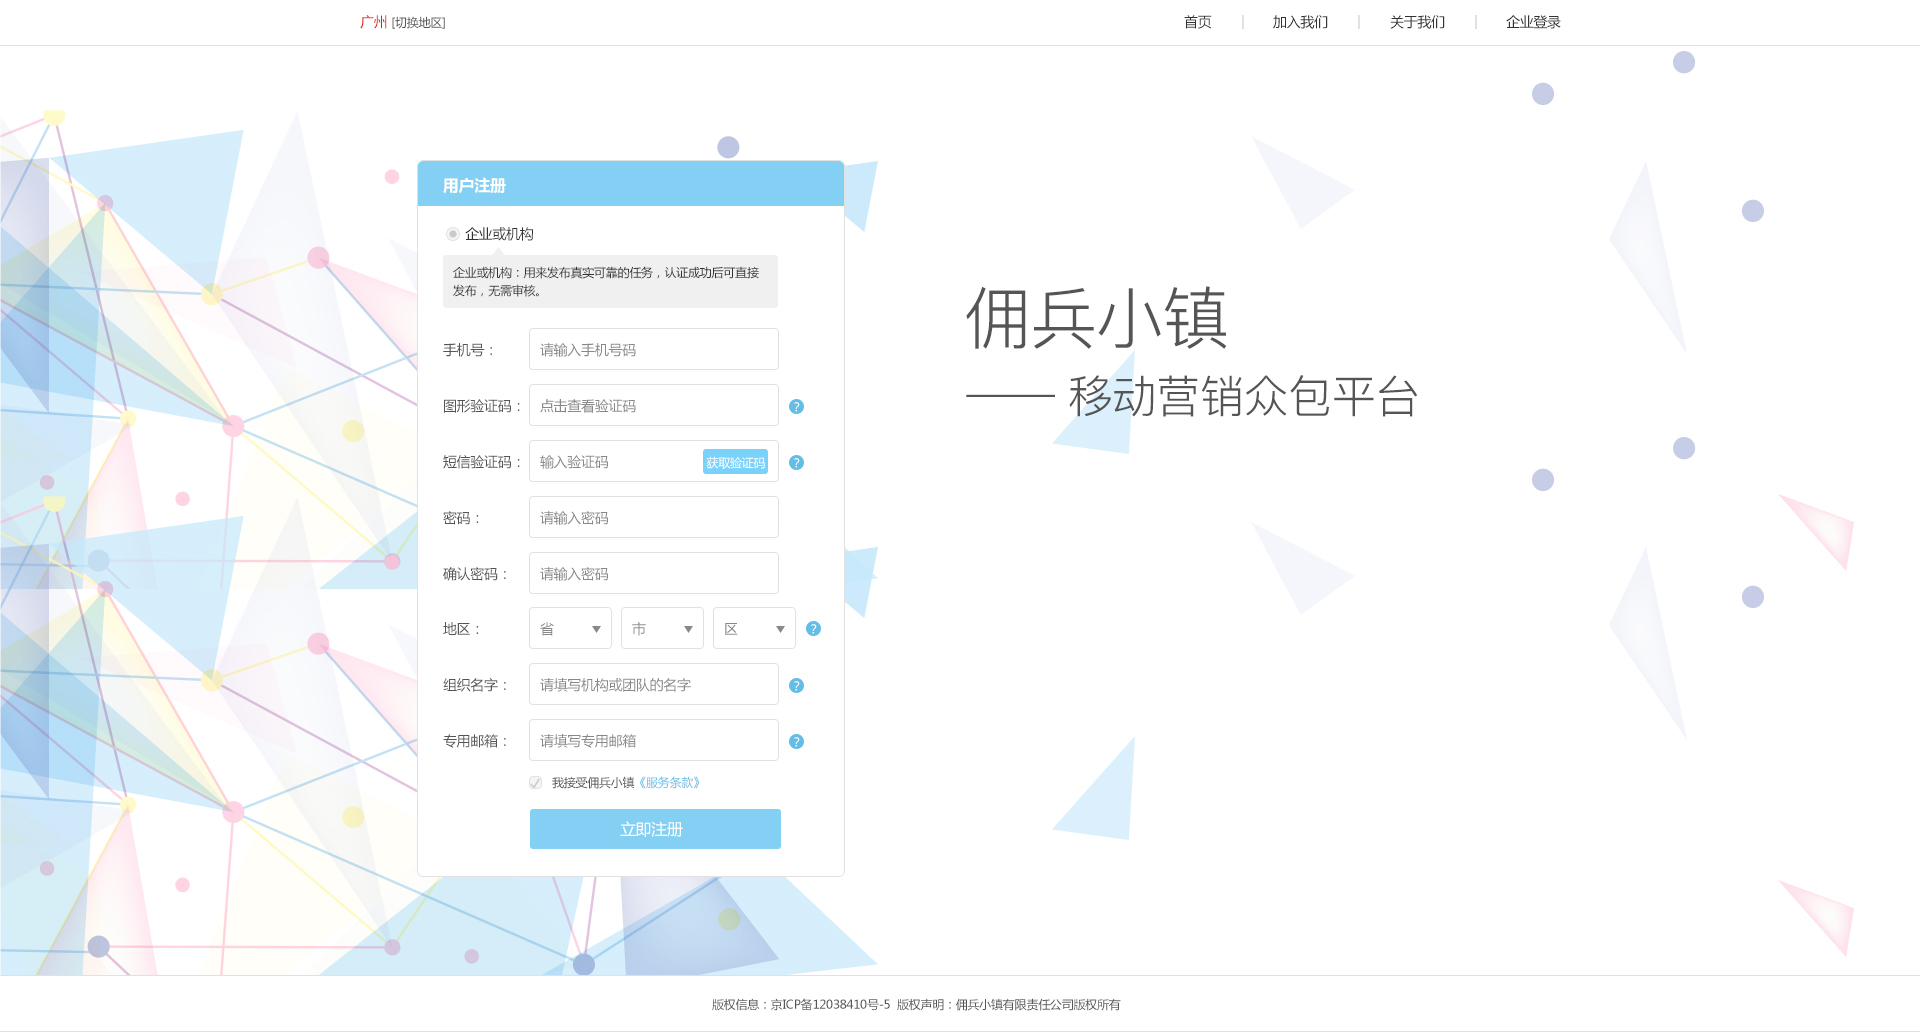 广州 [切换地区]
首页 | 加入我们 | 关于我们 | 企业登录
用户注册
企业或机构
企业或机构：用来发布真实可靠的任务，认证成功后可直接
发布，无需审核。
手机号： 请输入手机号码
图形验证码： 点击查看验证码 ?
短信验证码： 输入验证码 获取验证码 ?
密码： 请输入密码
确认密码： 请输入密码
地区： 省 市 区 ?
组织名字： 请填写机构或团队的名字 ?
专用邮箱： 请填写专用邮箱 ?
我接受佣兵小镇《服务条款》
立即注册
佣兵小镇
—— 移动营销众包平台
版权信息：京ICP备12038410号-5 版权声明：佣兵小镇有限责任公司版权所有